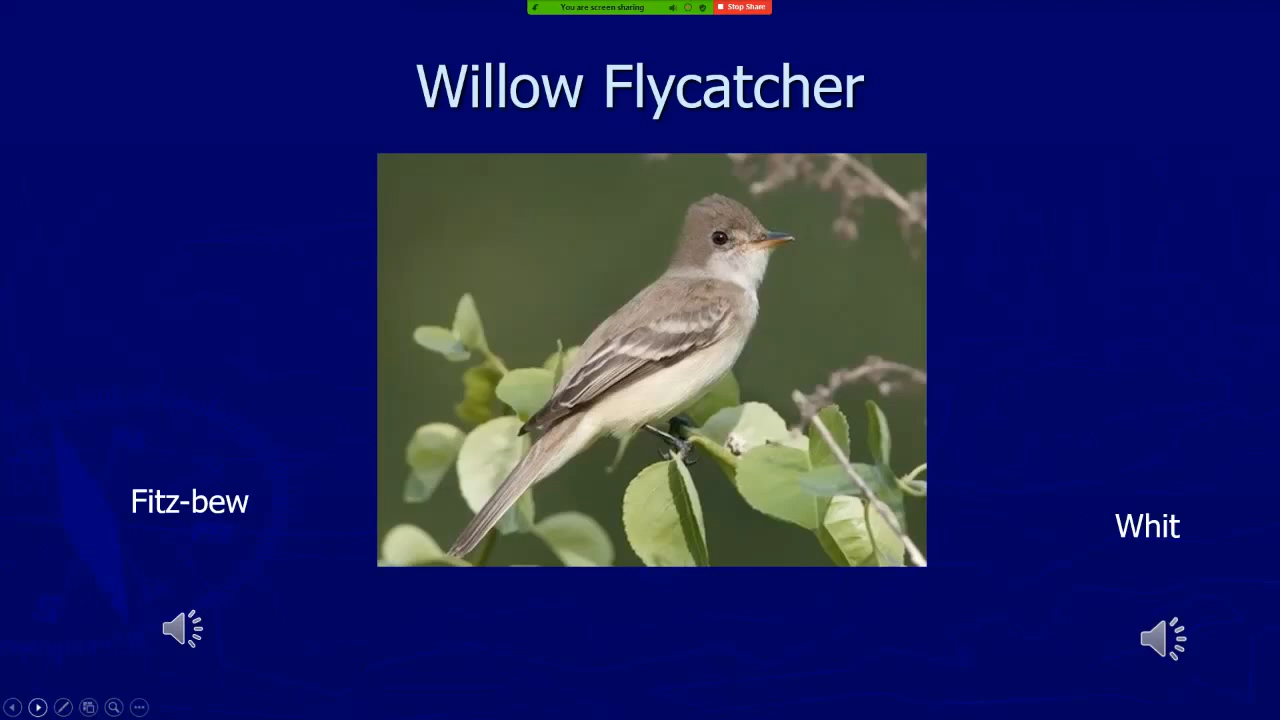 You are screen sharing
Stop Share
Willow Flycatcher
Fitz-bew
Whit